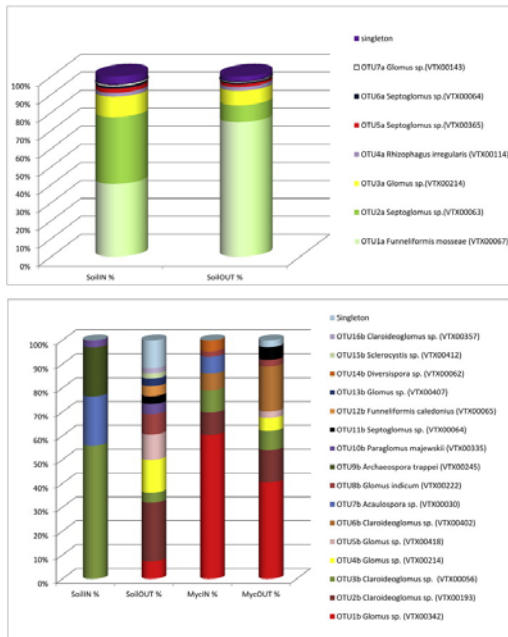 singleton
OTU7a Glomus sp.(VTX00143)
OTU6a Septoglomus sp.(VTX00064)
OTU5a Septoglomus sp.(VTX00365)
OTU4a Rhizophagus irregularis (VTX00114)
OTU3a Glomus sp.(VTX00214)
OTU2a Septoglomus sp.(VTX00063)
OTU1a Funneliformis mosseae (VTX00067)
100%
90%
80%
70%
60%
50%
40%
30%
20%
10%
0%
SoilIN %
SoilOUT %
Singleton
OTU16b Claroideoglomus sp. (VTX00357)
OTU15b Sclerocystis sp. (VTX00412)
OTU14b Diversispora sp. (VTX00062)
OTU13b Glomus sp. (VTX00407)
OTU12b Funneliformis caledonius (VTX00065)
OTU11b Septoglomus sp. (VTX00064)
OTU10b Paraglomus majewskii (VTX00335)
OTU9b Archaeospora trappei (VTX00245)
OTU8b Glomus indicum (VTX00222)
OTU7b Acaulospora sp. (VTX00030)
OTU6b Claroideoglomus sp. (VTX00402)
OTU5b Glomus sp. (VTX00418)
OTU4b Glomus sp. (VTX00214)
OTU3b Claroideoglomus sp. (VTX00056)
OTU2b Claroideoglomus sp. (VTX00193)
OTU1b Glomus sp. (VTX00342)
100%
90%
80%
70%
60%
50%
40%
30%
20%
10%
0%
SoilIN %
SoilOUT %
MycIN %
MycOUT %